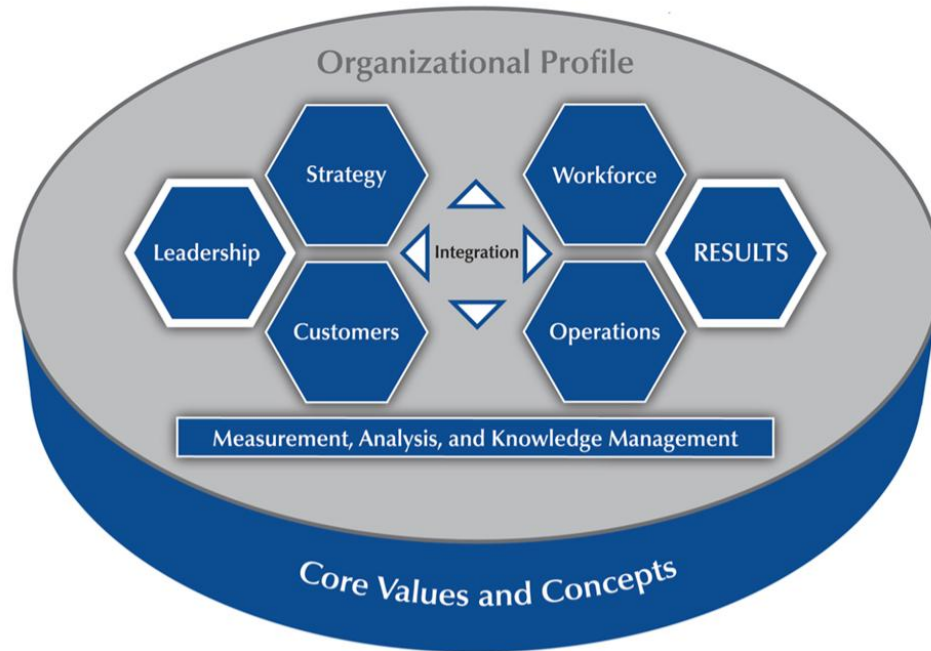 Organizational Profile
Strategy
Workforce
Leadership
Integration
RESULTS
Customers
Operations
Measurement, Analysis, and Knowledge Management
Core Values and Concepts